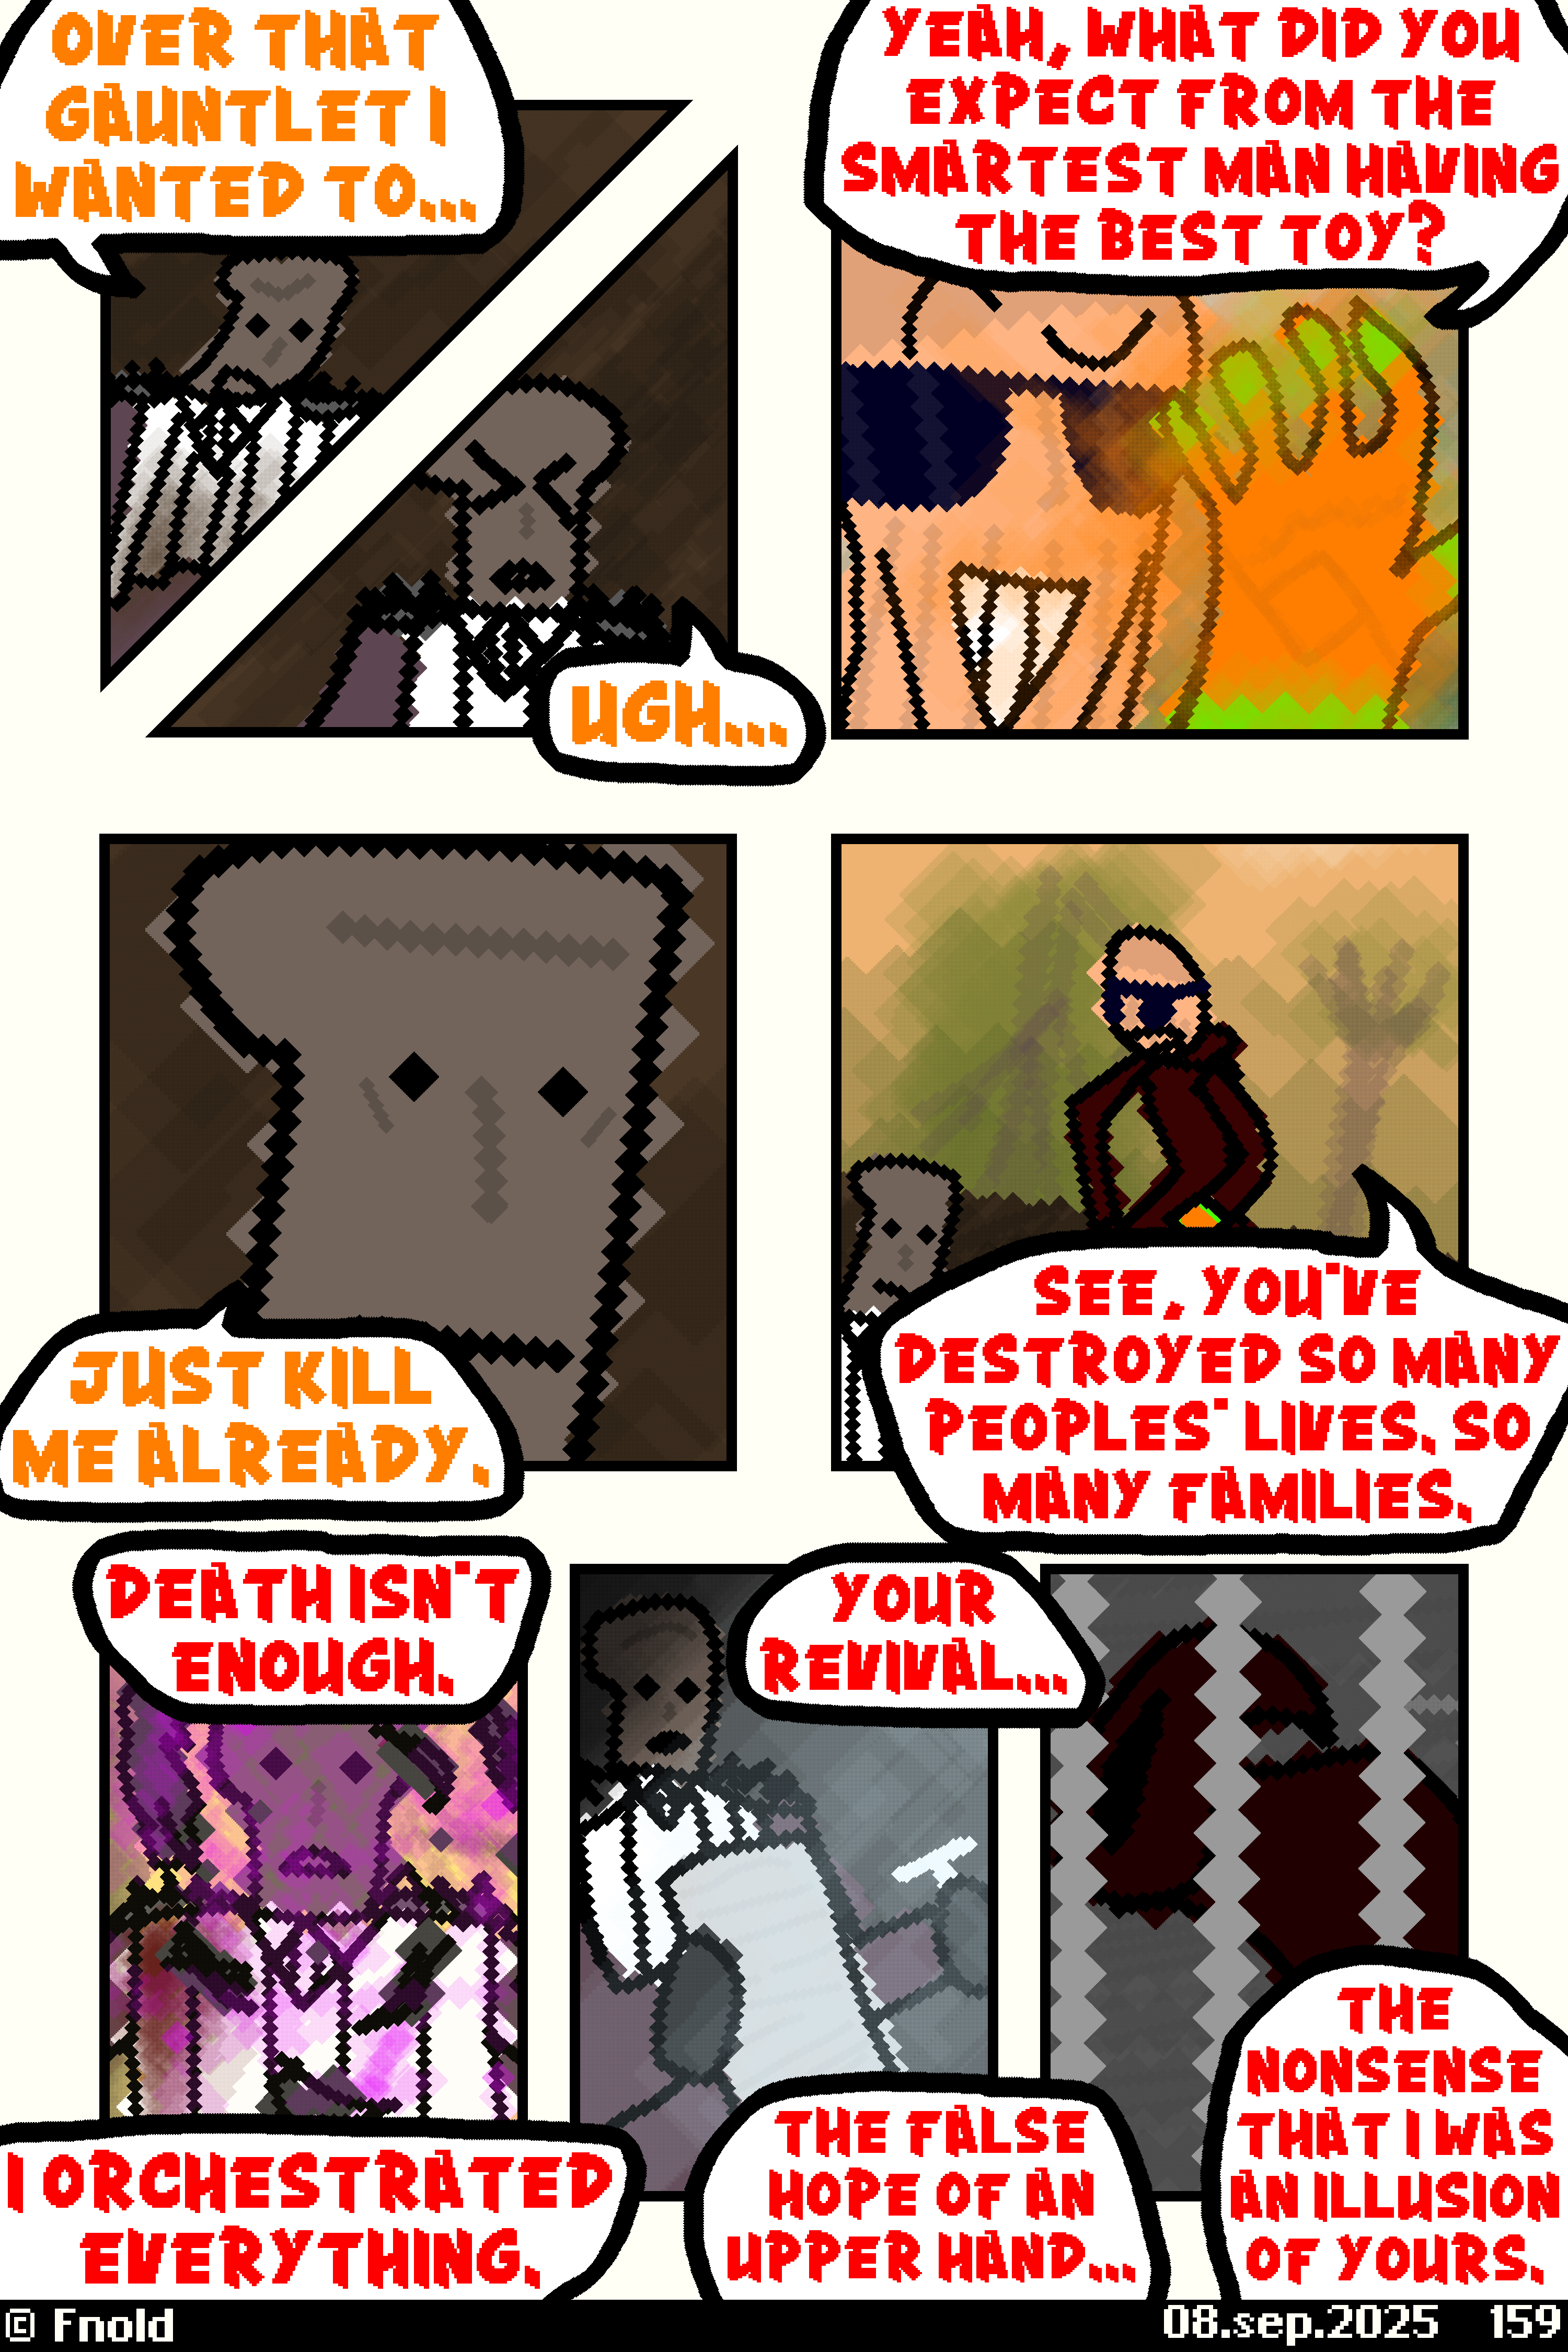 OVER THAT
GAUNTLET I
WANTED TO...
UGH...
YEAH, WHAT DID YOU
EXPECT FROM THE
SMARTEST MAN HAVING
THE BEST TOY?
JUST KILL
ME ALREADY.
SEE, YOU'VE
DESTROYED SO MANY
PEOPLES' LIVES. SO
MANY FAMILIES.
DEATH ISN'T
ENOUGH.
I ORCHESTRATED
EVERYTHING.
YOUR
REVIVAL...
THE FALSE
HOPE OF AN
UPPER HAND...
THE
NONSENSE
THAT I WAS
AN ILLUSION
OF YOURS.
© Fnold
08.sep.2025 159